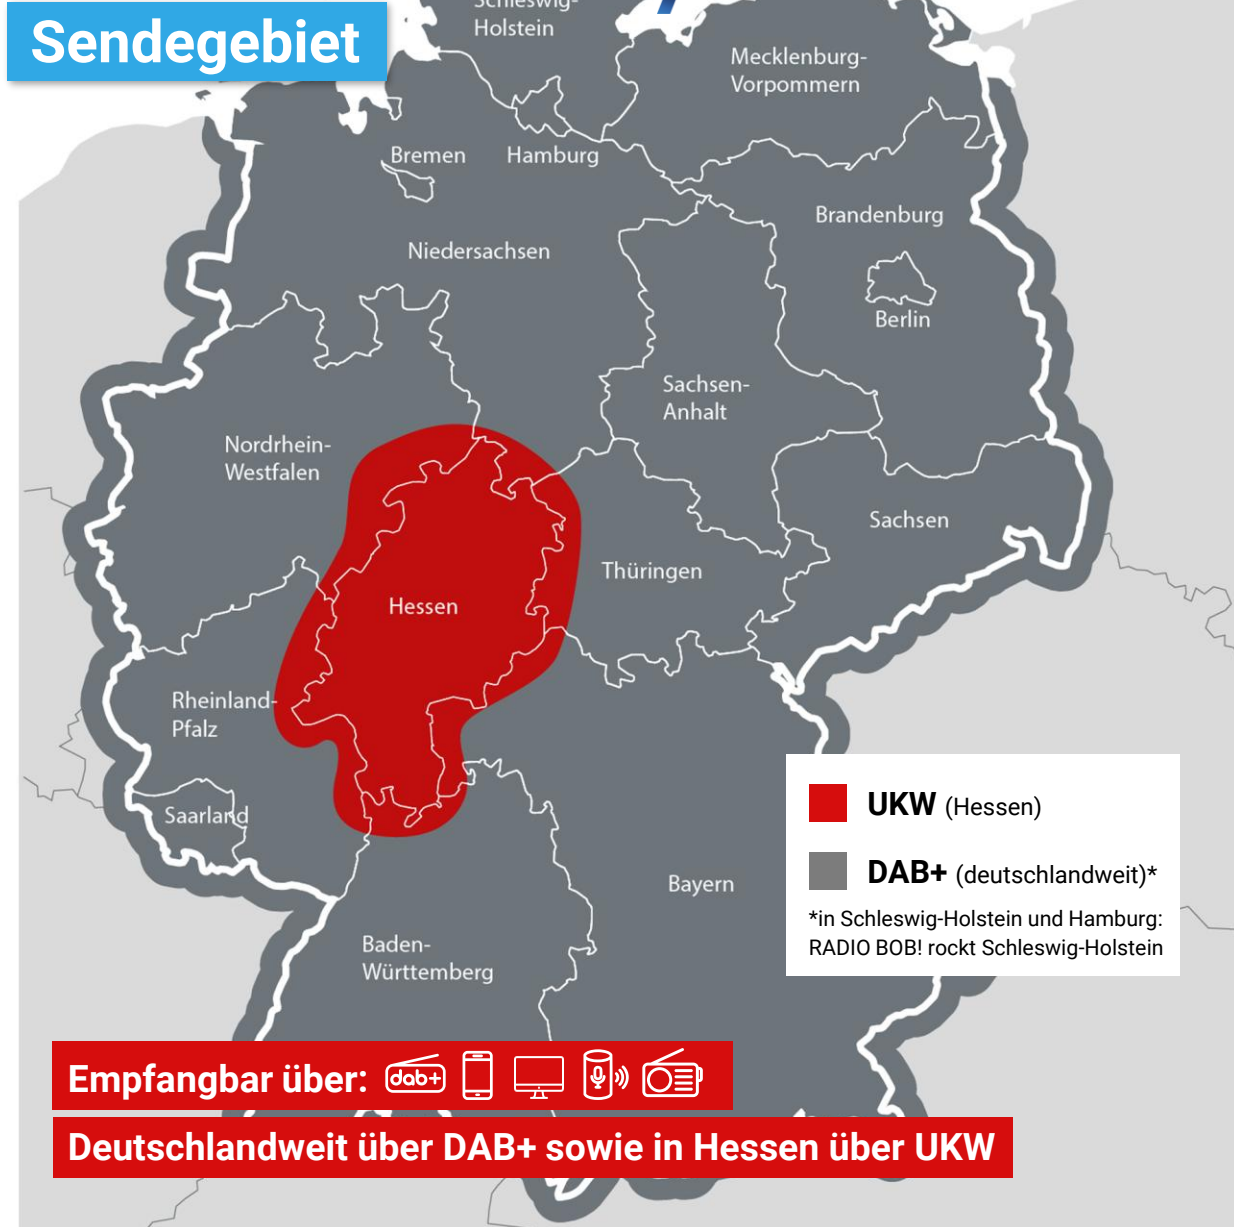 Sendegebiet
Schleswig-
Holstein
Mecklenburg-
Vorpommern
Bremen
Hamburg
Brandenburg
Niedersachsen
Berlin
Sachsen-
Anhalt
Nordrhein-
Westfalen
Sachsen
Thüringen
Hessen
Rheinland-
Pfalz
Saarland
Bayern
Baden-
Württemberg
UKW (Hessen)
DAB+ (deutschlandweit)*
*in Schleswig-Holstein und Hamburg:
RADIO BOB! rockt Schleswig-Holstein
Empfangbar über: dab+
Deutschlandweit über DAB+ sowie in Hessen über UKW